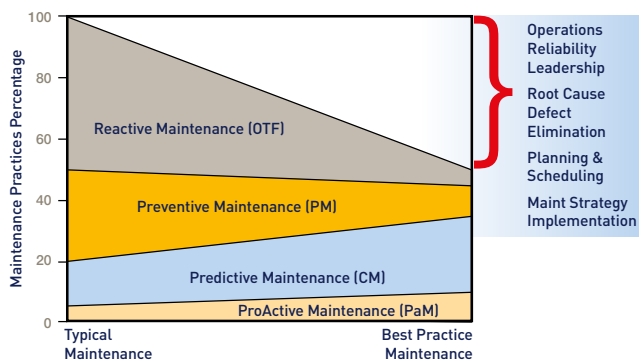 Maintenance Practices Percentage
100
80
60
40
20
0
Reactive Maintenance (OTF)
Preventive Maintenance (PM)
Predictive Maintenance (CM)
ProActive Maintenance (PaM)
Typical
Maintenance
Best Practice
Maintenance
Operations
Reliability
Leadership
Root Cause
Defect
Elimination
Planning &
Scheduling
Maint Strategy
Implementation